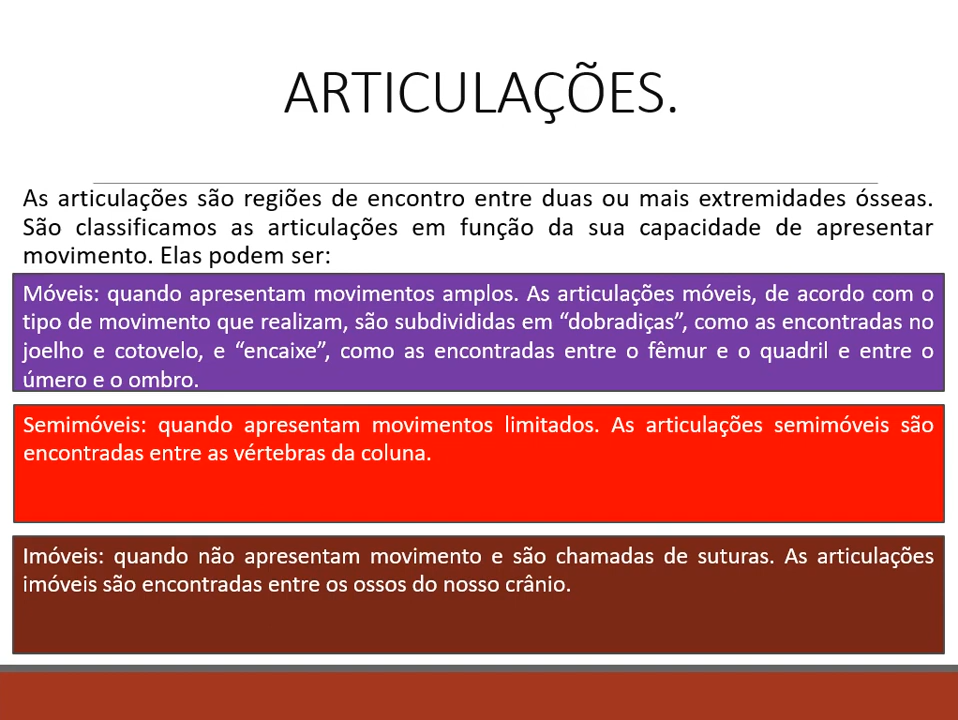 ARTICULAÇÕES.
As articulações são regiões de encontro entre duas ou mais extremidades ósseas.
São classificamos as articulações em função da sua capacidade de apresentar
movimento. Elas podem ser:
Móveis: quando apresentam movimentos amplos. As articulações móveis, de acordo com o
tipo de movimento que realizam, são subdivididas em “dobradiças”, como as encontradas no
joelho e cotovelo, e “encaixe”, como as encontradas entre o fêmur e o quadril e entre o
úmero e o ombro.
Semimóveis: quando apresentam movimentos limitados. As articulações semimóveis são
encontradas entre as vértebras da coluna.
Imóveis: quando não apresentam movimento e são chamadas de suturas. As articulações
imóveis são encontradas entre os ossos do nosso crânio.